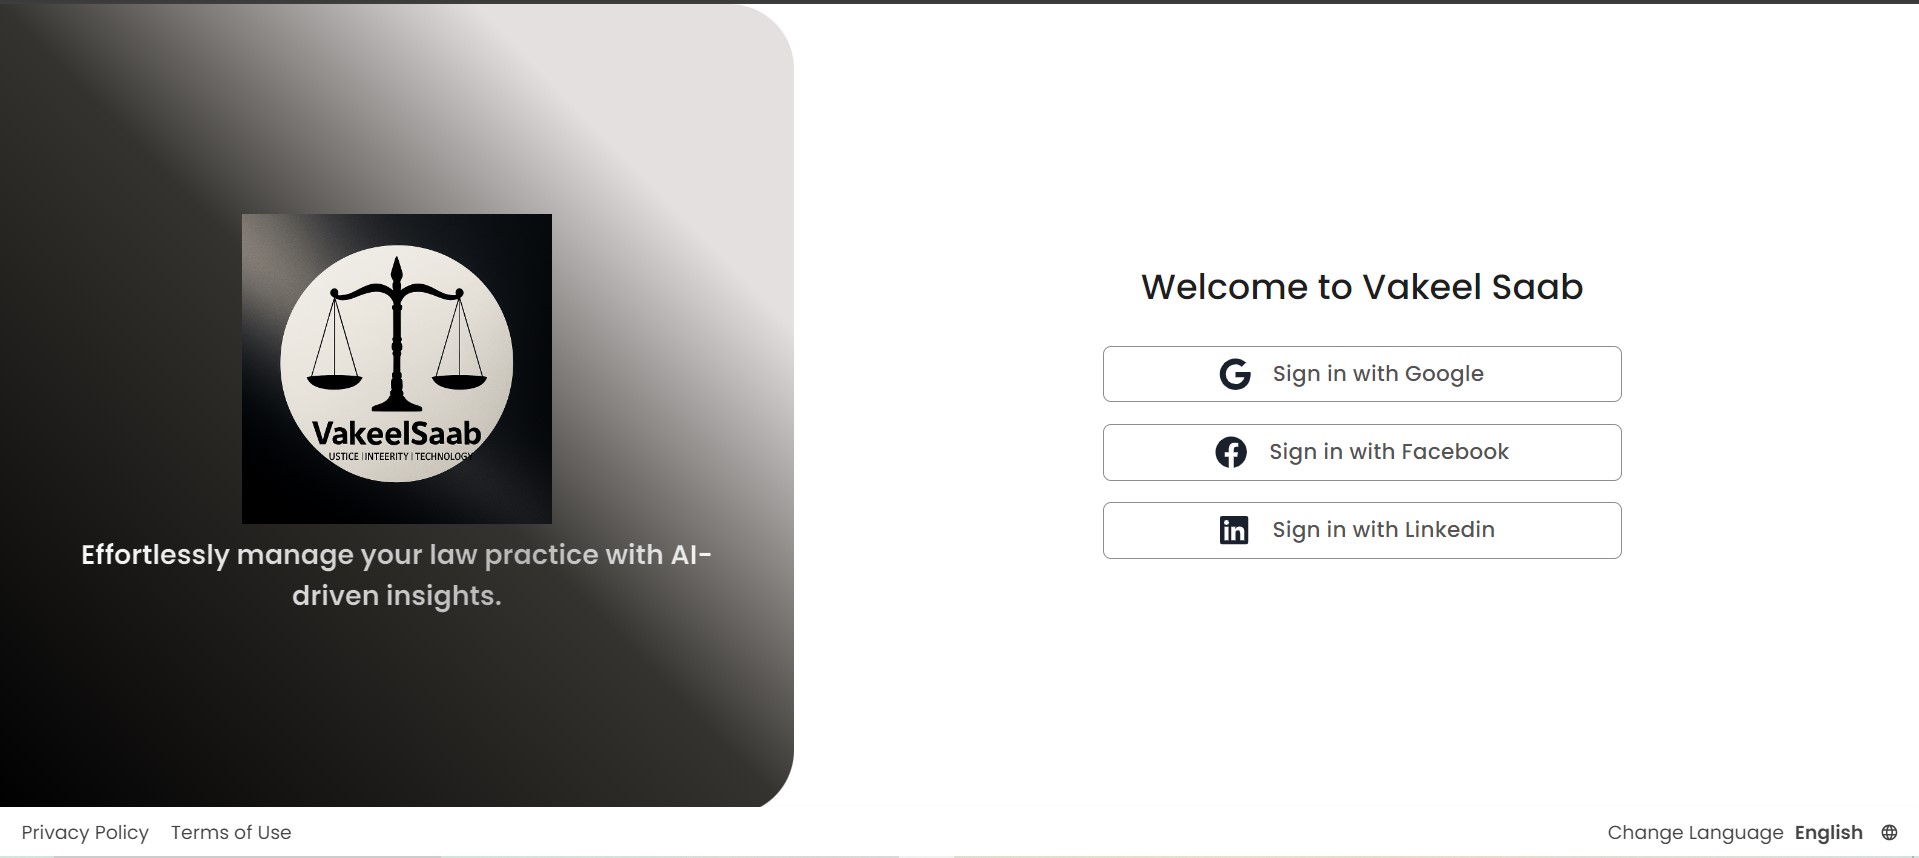 VakeelSaab
USTICE | INTEERITY | TECHNOLOGY
Effortlessly manage your law practice with AI-
driven insights.
Welcome to Vakeel Saab
Sign in with Google
Sign in with Facebook
in Sign in with Linkedin
Privacy Policy Terms of Use
Change Language English